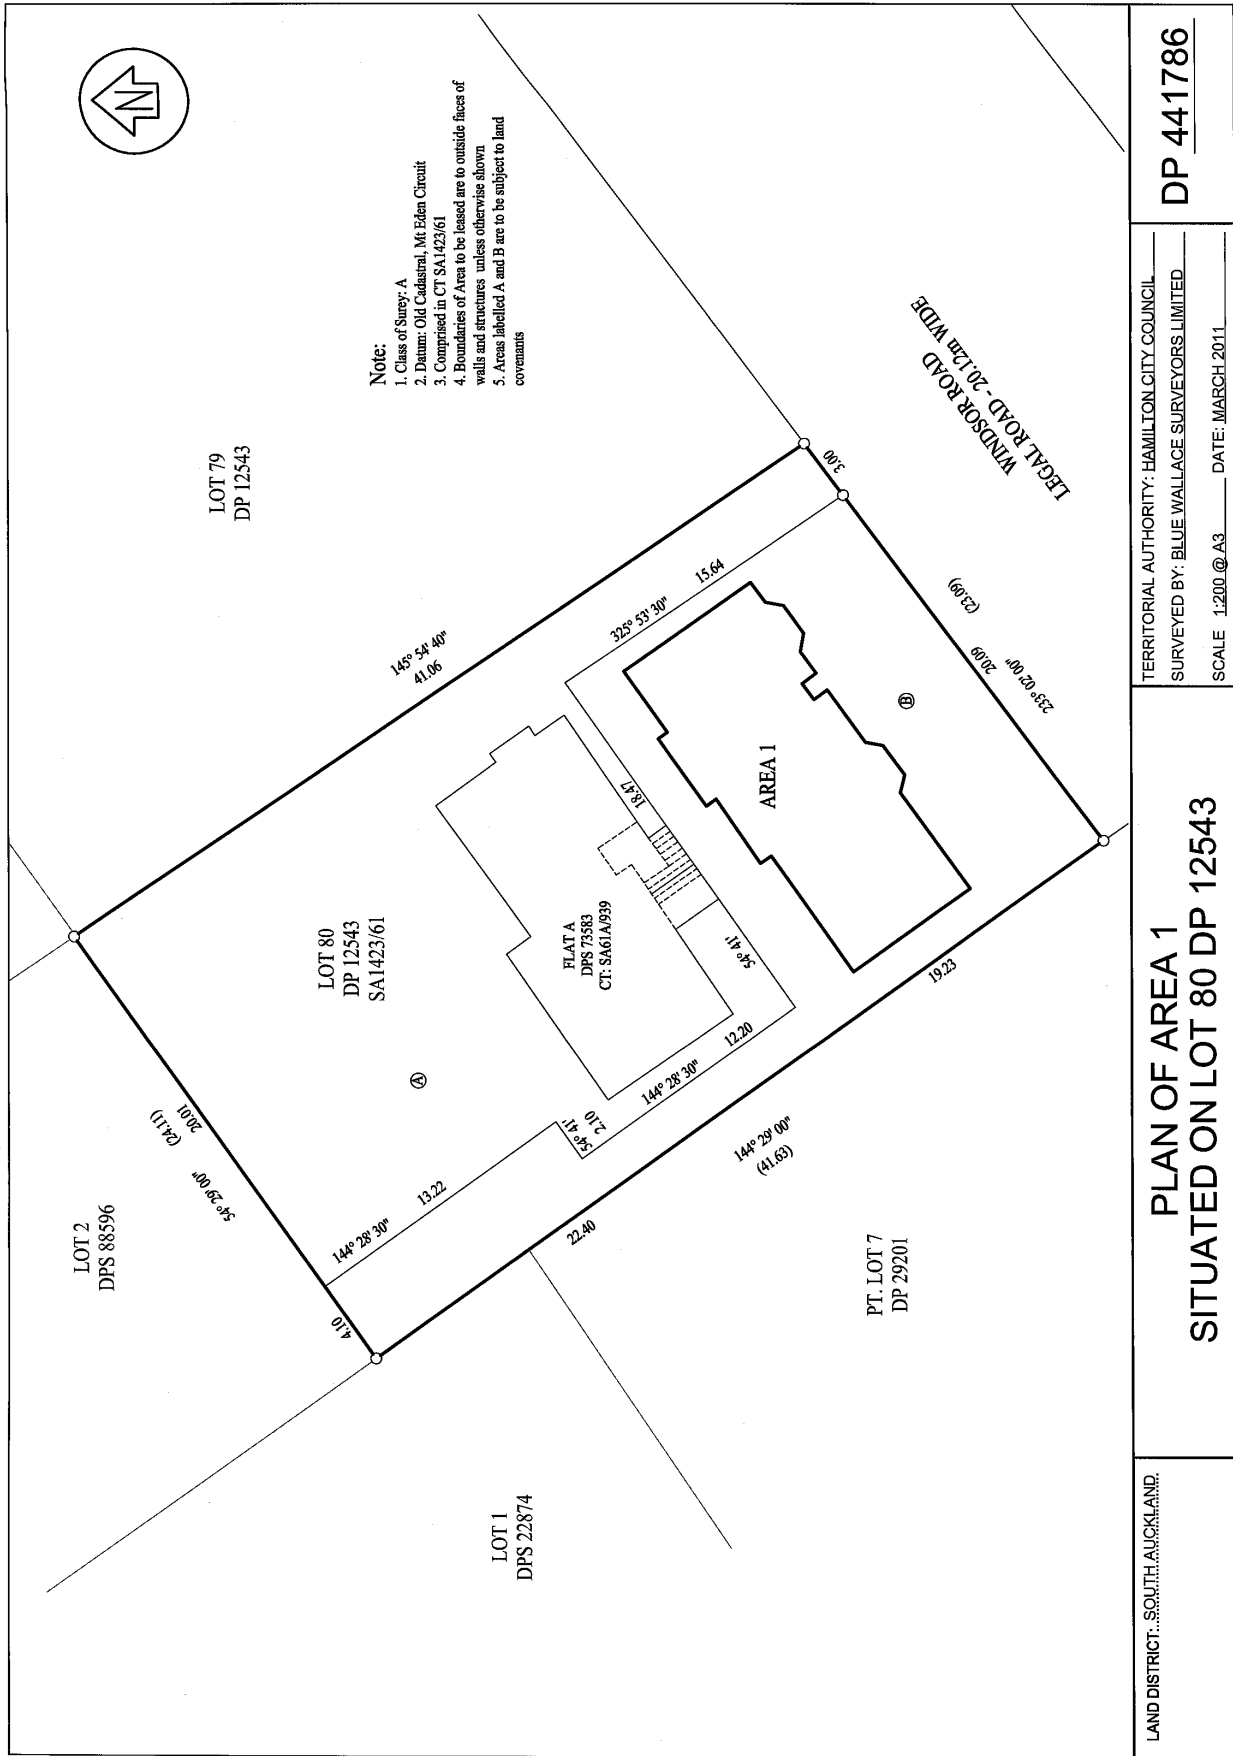 N
Note:
1. Class of Surey: A
2. Datum: Old Cadastral, Mt Eden Circuit
3. Comprised in CT SA1423/61
4. Boundaries of Area to be leased are to outside faces of
walls and structures unless otherwise shown
5. Areas labelled A and B are to be subject to land
covenants
LOT 79
DP 12543
LOT 2
DPS 88596
LOT 1
DPS 22874
PT. LOT 7
DP 29201
LOT 80
DP 12543
SA1423/61
A
54° 29' 00"
20.01
(24.11)
4.10
145° 54' 40"
41.06
144° 28' 30"
13.22
54° 41'
2.10
144° 28' 30"
12.20
54° 41'
18.47
325° 53' 30"
15.64
3.00
FLAT A
DPS 73583
CT: SA61A/939
AREA 1
B
22.40
144° 29' 00"
(41.63)
19.23
233° 02' 00"
20.09
(23.09)
WINDSOR ROAD
LEGAL ROAD - 20.12m WIDE
LAND DISTRICT: SOUTH AUCKLAND
PLAN OF AREA 1
SITUATED ON LOT 80 DP 12543
TERRITORIAL AUTHORITY: HAMILTON CITY COUNCIL
SURVEYED BY: BLUE WALLACE SURVEYORS LIMITED
SCALE 1:200 @ A3 DATE: MARCH 2011
DP 441786